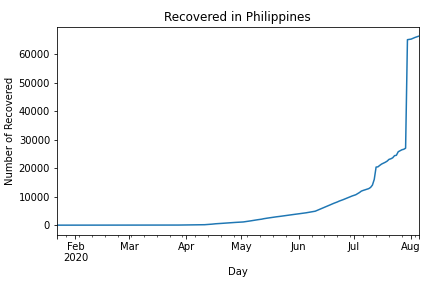 Recovered in Philippines
Number of Recovered
60000
50000
40000
30000
20000
10000
0
Feb
2020
Mar
Apr
May
Jun
Jul
Aug
Day